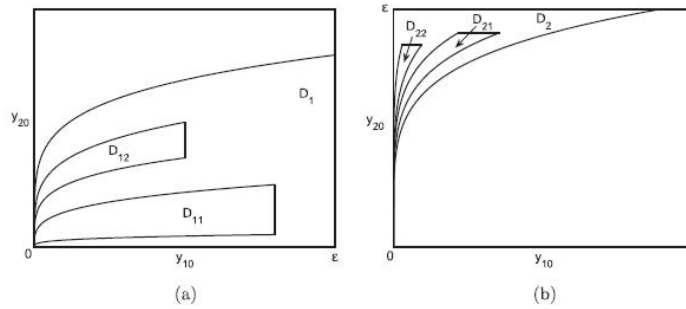 D₁
y₂₀
D₁₂
D₁₁
0
y₁₀
ε
(a)
ε
D₂₂
D₂₁
D₂
y₂₀
0
y₁₀
(b)